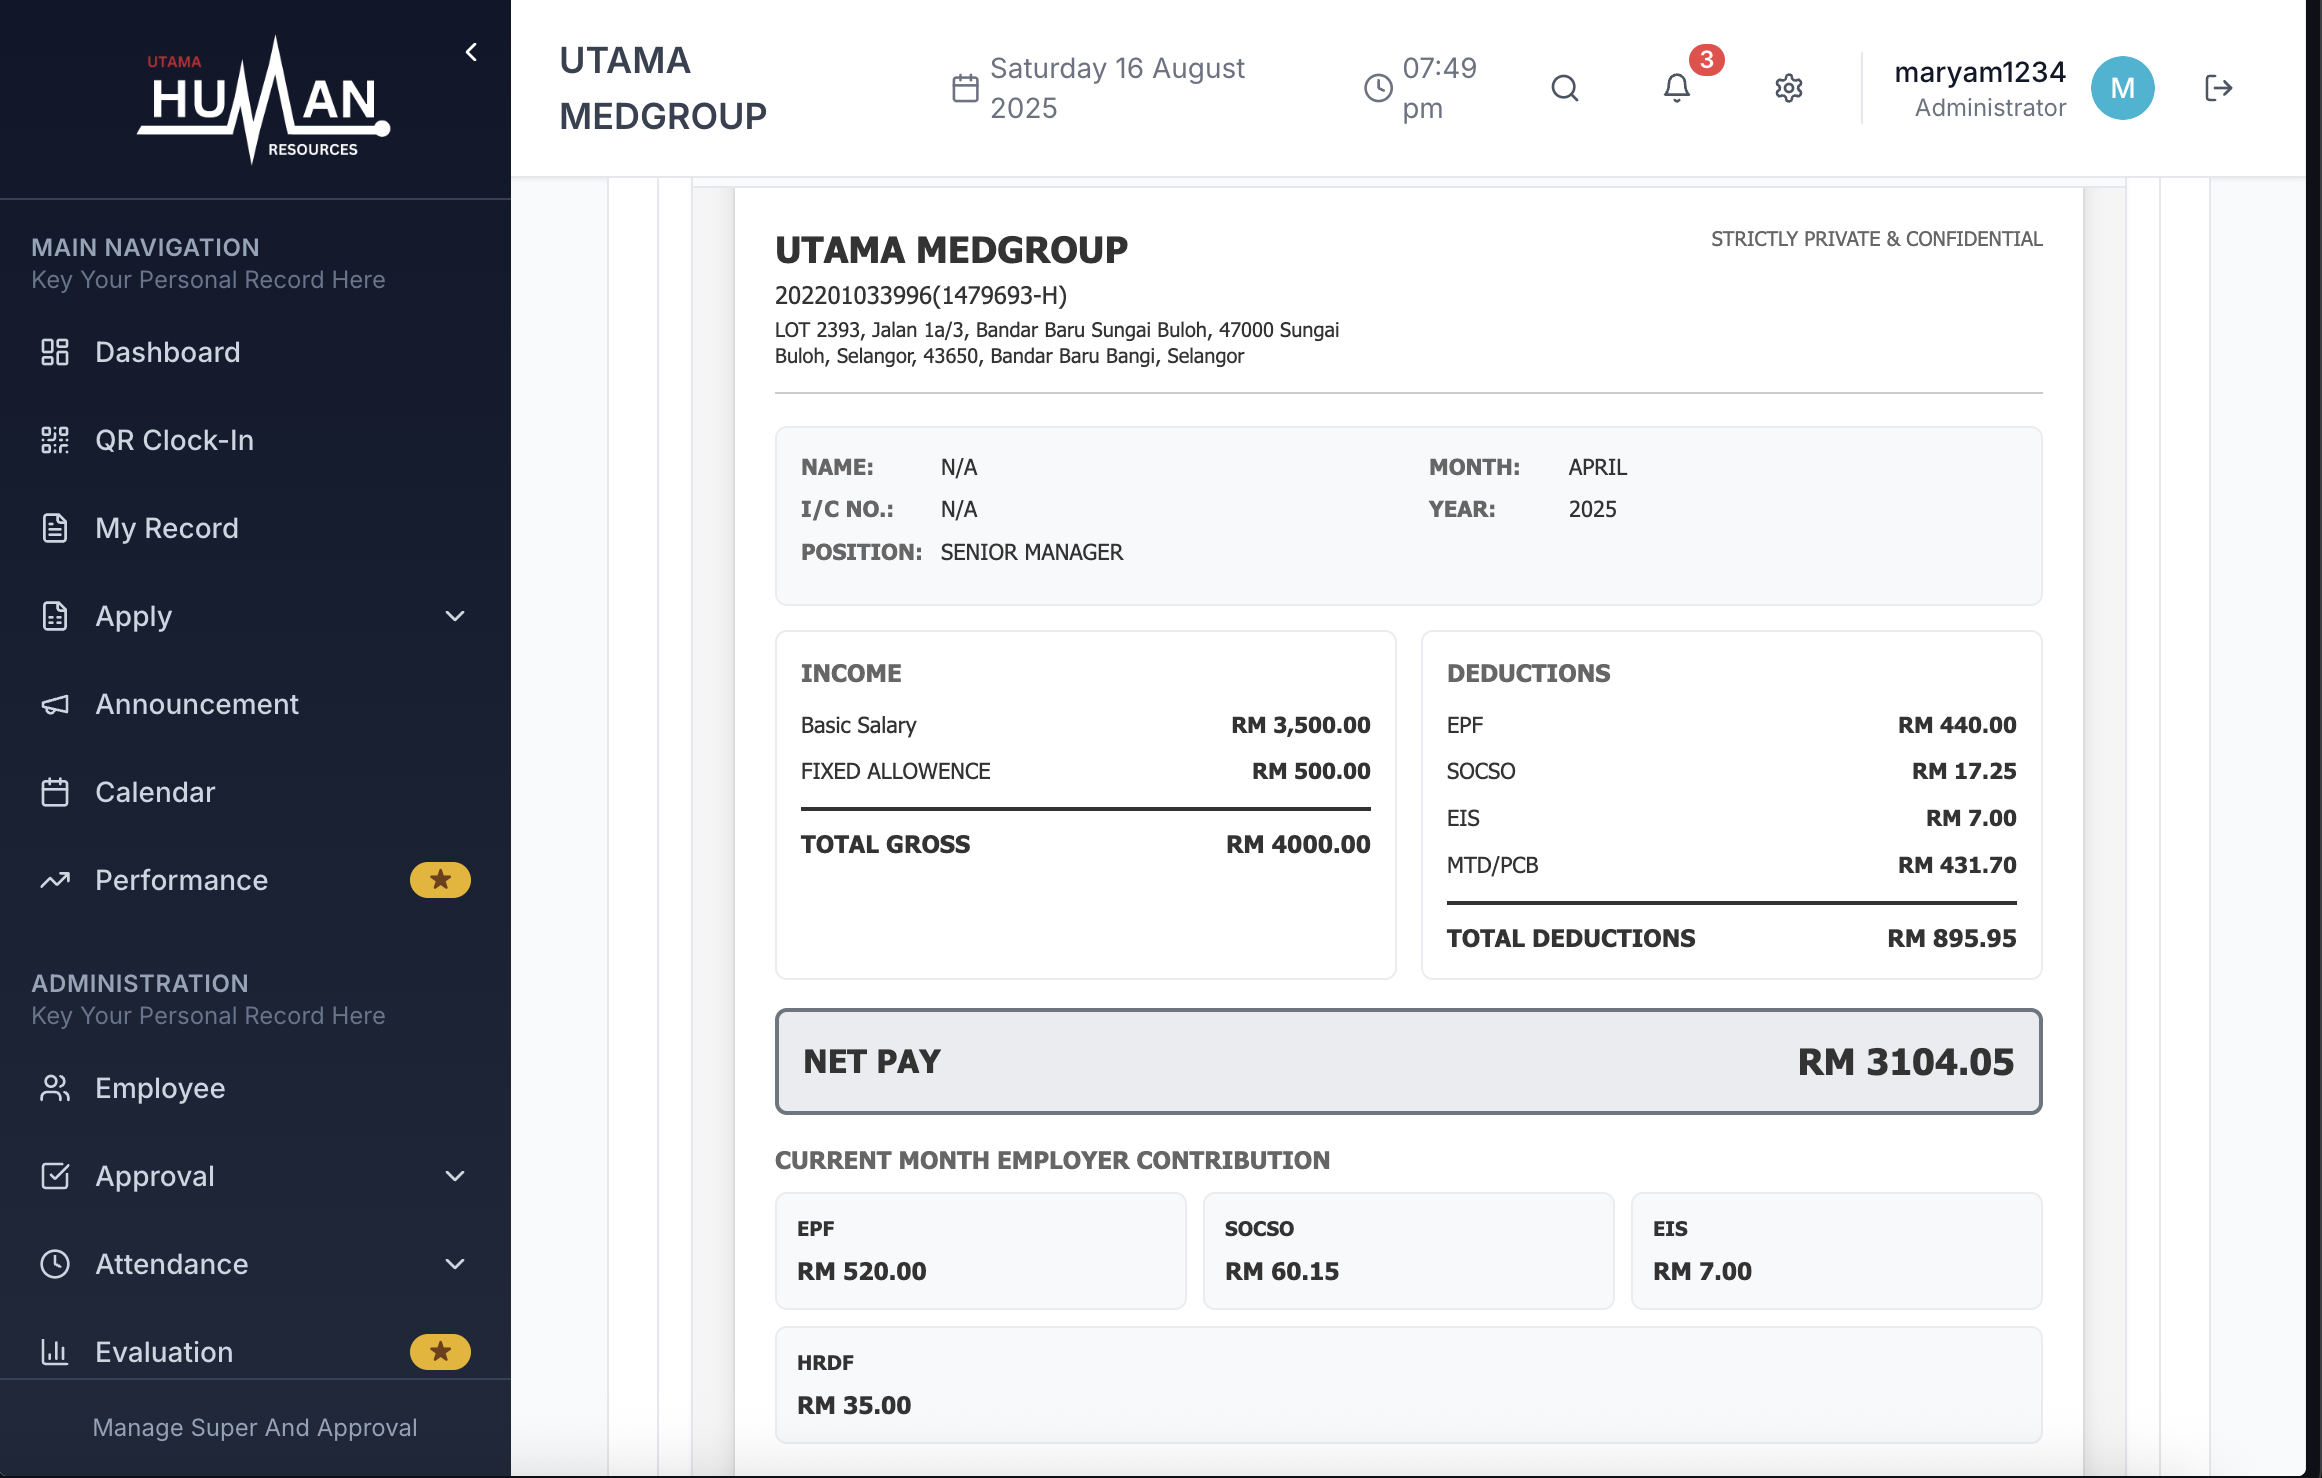 UTAMA
HUMAN
RESOURCES
MAIN NAVIGATION
Key Your Personal Record Here
Dashboard
QR Clock-In
My Record
Apply
Announcement
Calendar
Performance
ADMINISTRATION
Key Your Personal Record Here
Employee
Approval
Attendance
Evaluation
Manage Super And Approval
UTAMA
MEDGROUP
Saturday 16 August
2025
07:49
pm
3
maryam1234
Administrator
M
UTAMA MEDGROUP
STRICTLY PRIVATE & CONFIDENTIAL
202201033996(1479693-H)
LOT 2393, Jalan 1a/3, Bandar Baru Sungai Buloh, 47000 Sungai
Buloh, Selangor, 43650, Bandar Baru Bangi, Selangor
NAME: N/A
MONTH: APRIL
I/C NO.: N/A
YEAR: 2025
POSITION: SENIOR MANAGER
INCOME
Basic Salary RM 3,500.00
FIXED ALLOWENCE RM 500.00
TOTAL GROSS RM 4000.00
DEDUCTIONS
EPF RM 440.00
SOCSO RM 17.25
EIS RM 7.00
MTD/PCB RM 431.70
TOTAL DEDUCTIONS RM 895.95
NET PAY RM 3104.05
CURRENT MONTH EMPLOYER CONTRIBUTION
EPF
RM 520.00
SOCSO
RM 60.15
EIS
RM 7.00
HRDF
RM 35.00